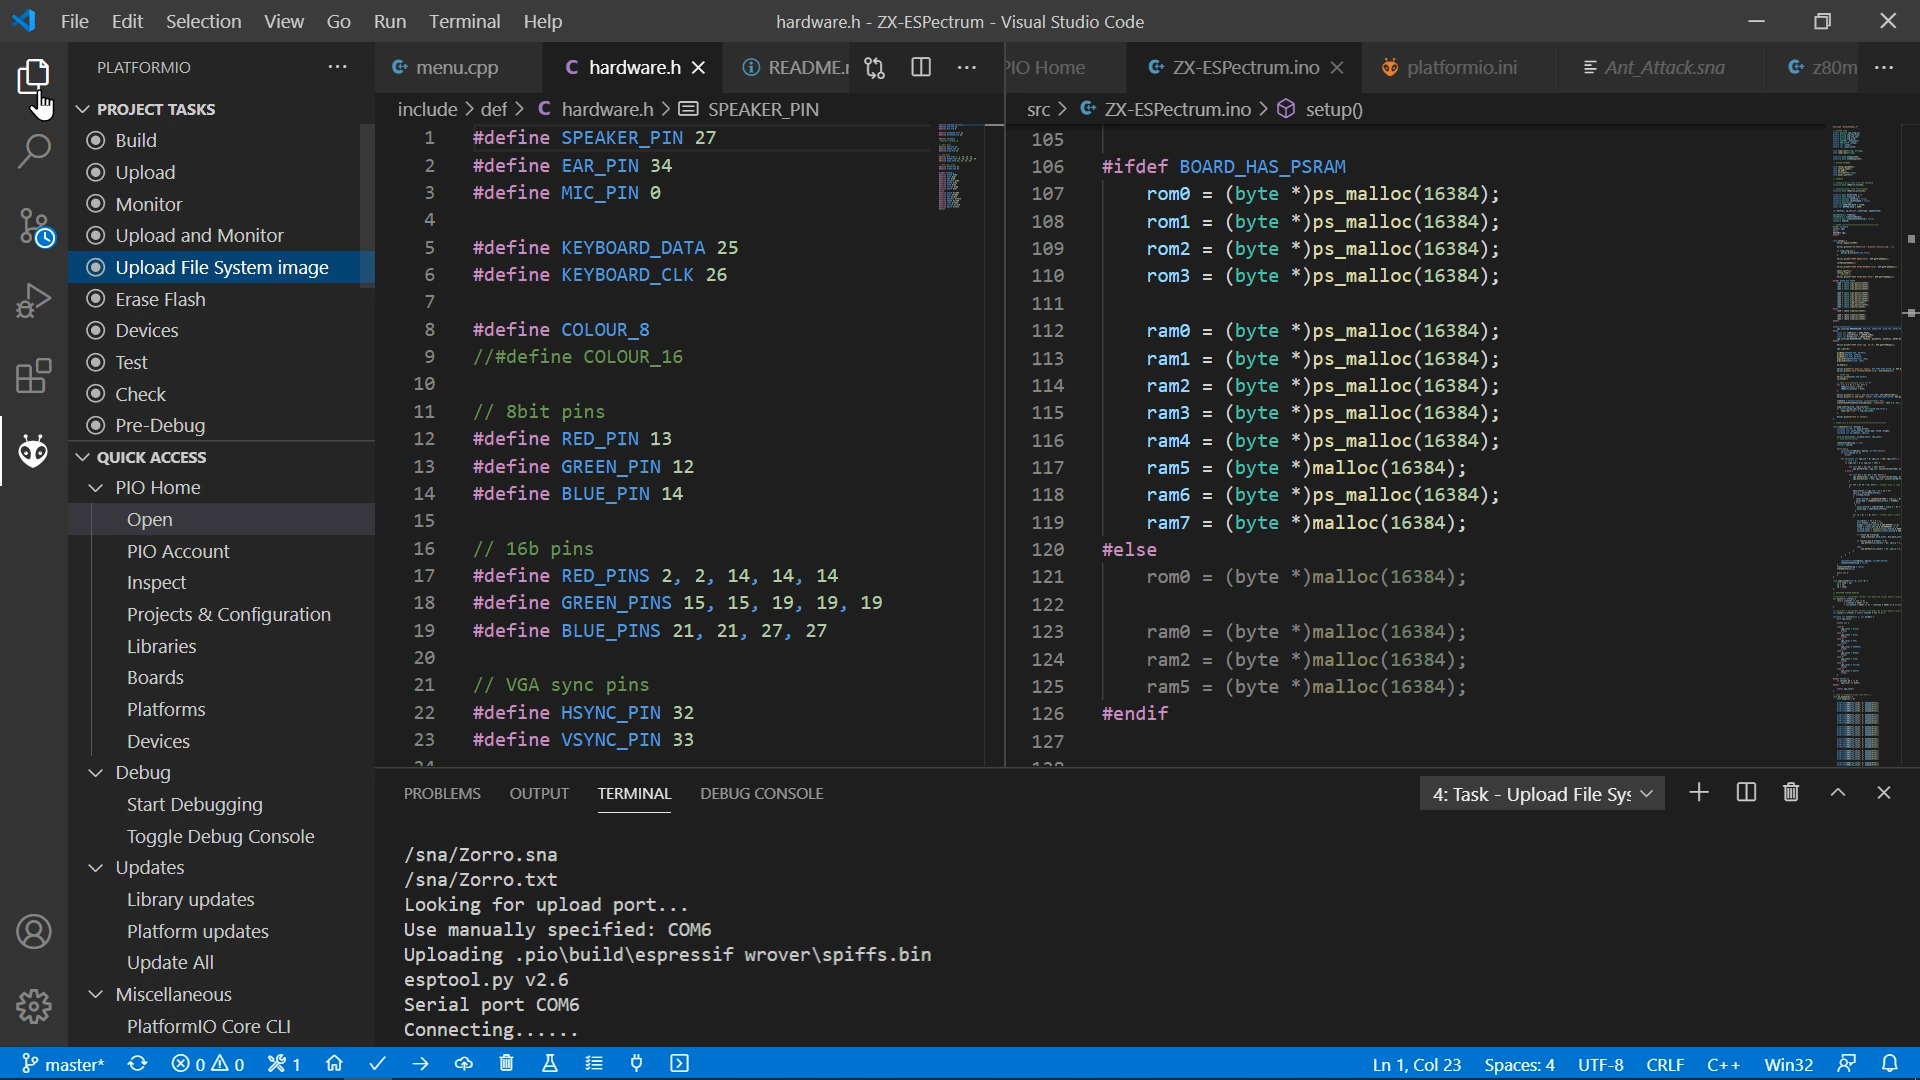 File Edit Selection View Go Run Terminal Help
hardware.h - ZX-ESPectrum - Visual Studio Code
PLATFORMIO
PROJECT TASKS
Build
Upload
Monitor
Upload and Monitor
Upload File System image
Erase Flash
Devices
Test
Check
Pre-Debug
QUICK ACCESS
PIO Home
Open
PIO Account
Inspect
Projects & Configuration
Libraries
Boards
Platforms
Devices
Debug
Start Debugging
Toggle Debug Console
Updates
Library updates
Platform updates
Update All
Miscellaneous
PlatformIO Core CLI
menu.cpp hardware.h README.
include > def > C hardware.h > SPEAKER_PIN
1 #define SPEAKER_PIN 27
2 #define EAR_PIN 34
3 #define MIC_PIN 0
4
5 #define KEYBOARD_DATA 25
6 #define KEYBOARD_CLK 26
7
8 #define COLOUR_8
9 //#define COLOUR_16
10
11 // 8bit pins
12 #define RED_PIN 13
13 #define GREEN_PIN 12
14 #define BLUE_PIN 14
15
16 // 16b pins
17 #define RED_PINS 2, 2, 14, 14, 14
18 #define GREEN_PINS 15, 15, 19, 19, 19
19 #define BLUE_PINS 21, 21, 27, 27
20
21 // VGA sync pins
22 #define HSYNC_PIN 32
23 #define VSYNC_PIN 33
24
PIO Home ZX-ESPectrum.ino platformio.ini Ant_Attack.sna z80m
src > ZX-ESPectrum.ino > setup()
105
106 #ifdef BOARD_HAS_PSRAM
107 rom0 = (byte *)ps_malloc(16384);
108 rom1 = (byte *)ps_malloc(16384);
109 rom2 = (byte *)ps_malloc(16384);
110 rom3 = (byte *)ps_malloc(16384);
111
112 ram0 = (byte *)ps_malloc(16384);
113 ram1 = (byte *)ps_malloc(16384);
114 ram2 = (byte *)ps_malloc(16384);
115 ram3 = (byte *)ps_malloc(16384);
116 ram4 = (byte *)ps_malloc(16384);
117 ram5 = (byte *)malloc(16384);
118 ram6 = (byte *)ps_malloc(16384);
119 ram7 = (byte *)malloc(16384);
120 #else
121 rom0 = (byte *)malloc(16384);
122
123 ram0 = (byte *)malloc(16384);
124 ram2 = (byte *)malloc(16384);
125 ram5 = (byte *)malloc(16384);
126 #endif
127
128
PROBLEMS OUTPUT TERMINAL DEBUG CONSOLE
4: Task - Upload File Sys
/sna/Zorro.sna
/sna/Zorro.txt
Looking for upload port...
Use manually specified: COM6
Uploading .pio\build\espressif wrover\spiffs.bin
esptool.py v2.6
Serial port COM6
Connecting......
master* 0 0 1
Ln 1, Col 23 Spaces: 4 UTF-8 CRLF C++ Win32